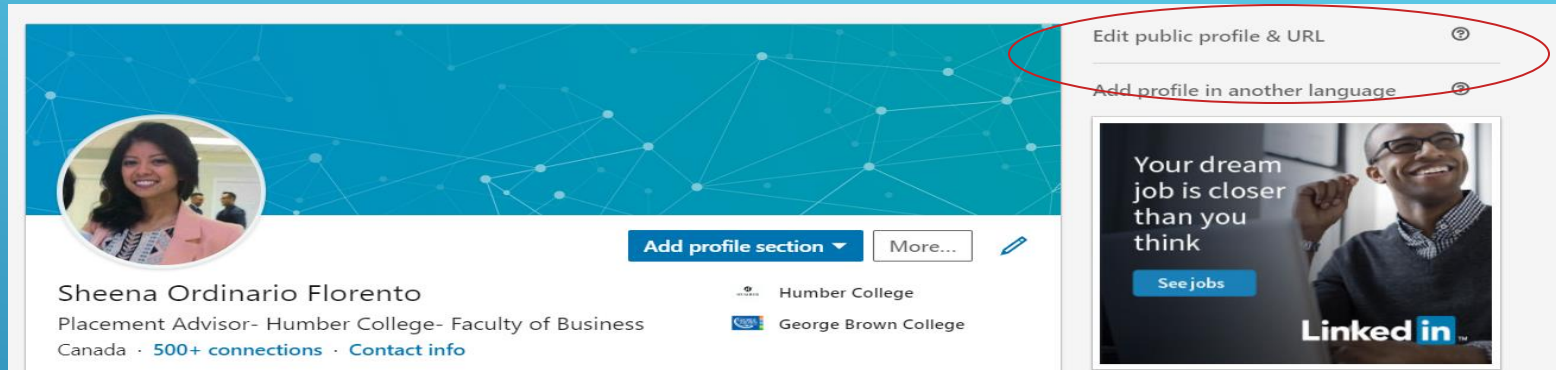 Edit public profile & URL
Add profile in another language
Add profile section
More...
Sheena Ordinario Florento
Placement Advisor- Humber College- Faculty of Business
Canada · 500+ connections · Contact info
Humber College
George Brown College
Your dream
job is closer
than you
think
See jobs
Linked in